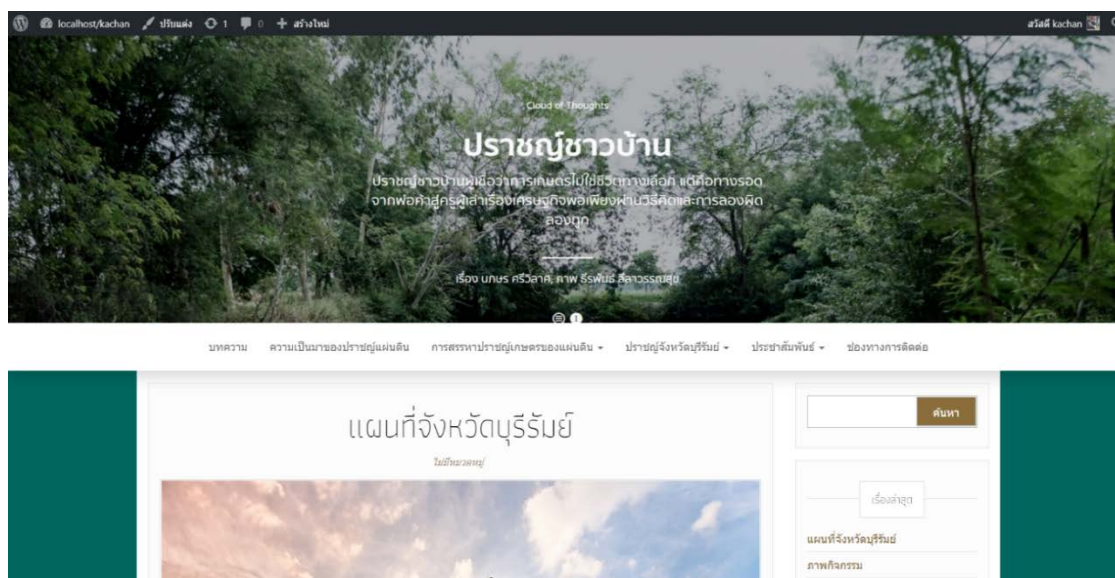 localhost/kachan ปรับแต่ง 1 0 + สร้างใหม่
สวัสดี kachan
Cloud of Thoughts
ปราชญ์ชาวบ้าน
ปราชญ์ชาวบ้านผู้เชื่อว่าการเกษตรไม่ใช่ชีวิตทางเลือก แต่คือทางรอด
จากพ่อค้าสู่ครูผู้เล่าเรื่องเศรษฐกิจพอเพียงผ่านวิธีคิดและการลองผิด
ลองถูก
เรื่อง นภษร ศรีวิลาศ, ภาพ ธีรพันธ์ ลีลาวรรณสุข
บทความ ความเป็นมาของปราชญ์แผ่นดิน การสรรหาปราชญ์เกษตรของแผ่นดิน ปราชญ์จังหวัดบุรีรัมย์ ประชาสัมพันธ์ ช่องทางการติดต่อ
แผนที่จังหวัดบุรีรัมย์
ไม่มีหมวดหมู่
ค้นหา
เรื่องล่าสุด
แผนที่จังหวัดบุรีรัมย์
ภาพกิจกรรม